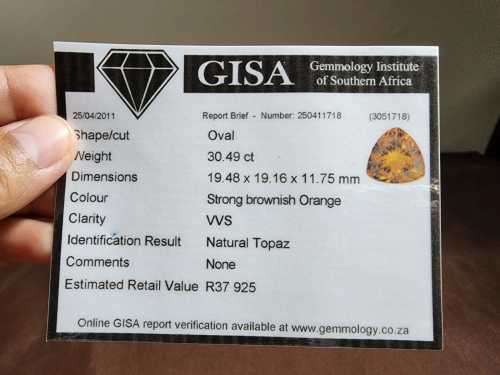 GISA
Gemmology Institute
of Southern Africa
25/04/2011 Report Brief - Number: 250411718 (3051718)
Shape/cut Oval
Weight 30.49 ct
Dimensions 19.48 x 19.16 x 11.75 mm
Colour Strong brownish Orange
Clarity VVS
Identification Result Natural Topaz
Comments None
Estimated Retail Value R37 925
Online GISA report verification available at www.gemmology.co.za